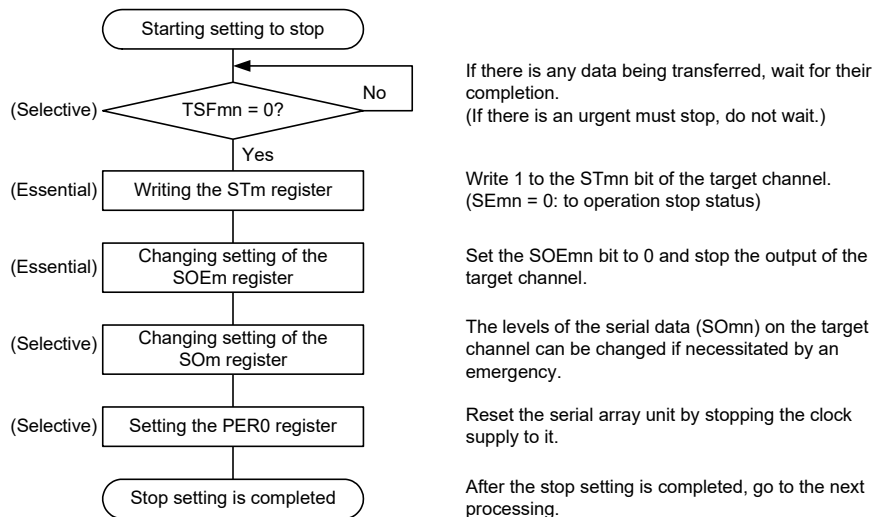 Starting setting to stop
If there is any data being transferred, wait for their
completion.
(If there is an urgent must stop, do not wait.)
(Selective)
TSFmn = 0?
No
Yes
(Essential)
Writing the STm register
Write 1 to the STmn bit of the target channel.
(SEmn = 0: to operation stop status)
(Essential)
Changing setting of the
SOEm register
Set the SOEmn bit to 0 and stop the output of the
target channel.
(Selective)
Changing setting of the
SOm register
The levels of the serial data (SOmn) on the target
channel can be changed if necessitated by an
emergency.
(Selective)
Setting the PER0 register
Reset the serial array unit by stopping the clock
supply to it.
Stop setting is completed
After the stop setting is completed, go to the next
processing.